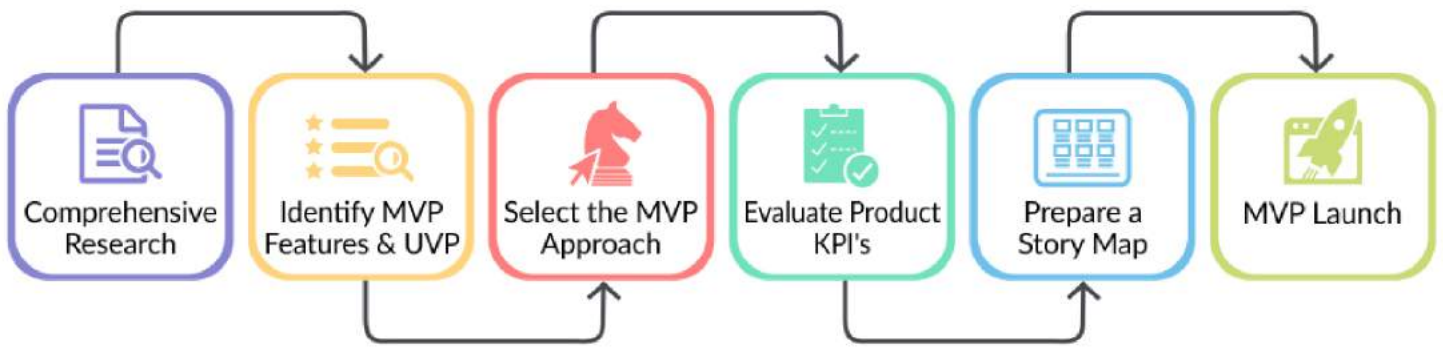 Comprehensive
Research
Identify MVP
Features & UVP
Select the MVP
Approach
Evaluate Product
KPI's
Prepare a
Story Map
MVP Launch